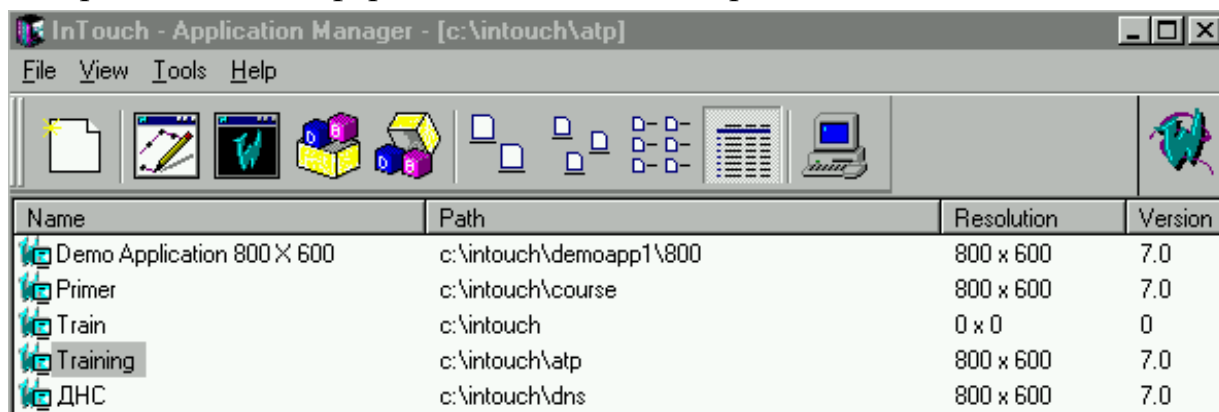 InTouch - Application Manager - [c:\intouch\atp]
File View Tools Help
Name Path Resolution Version
Demo Application 800 X 600 c:\intouch\demoapp1\800 800 x 600 7.0
Primer c:\intouch\course 800 x 600 7.0
Train c:\intouch 0 x 0 0
Training c:\intouch\atp 800 x 600 7.0
ДНС c:\intouch\dns 800 x 600 7.0